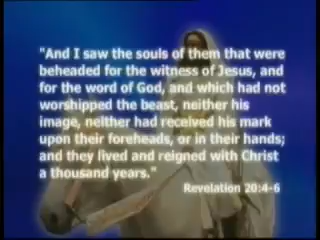 "And I saw the souls of them that were
beheaded for the witness of Jesus, and
for the word of God, and which had not
worshipped the beast, neither his
image, neither had received his mark
upon their foreheads, or in their hands;
and they lived and reigned with Christ
a thousand years."
Revelation 20:4-6